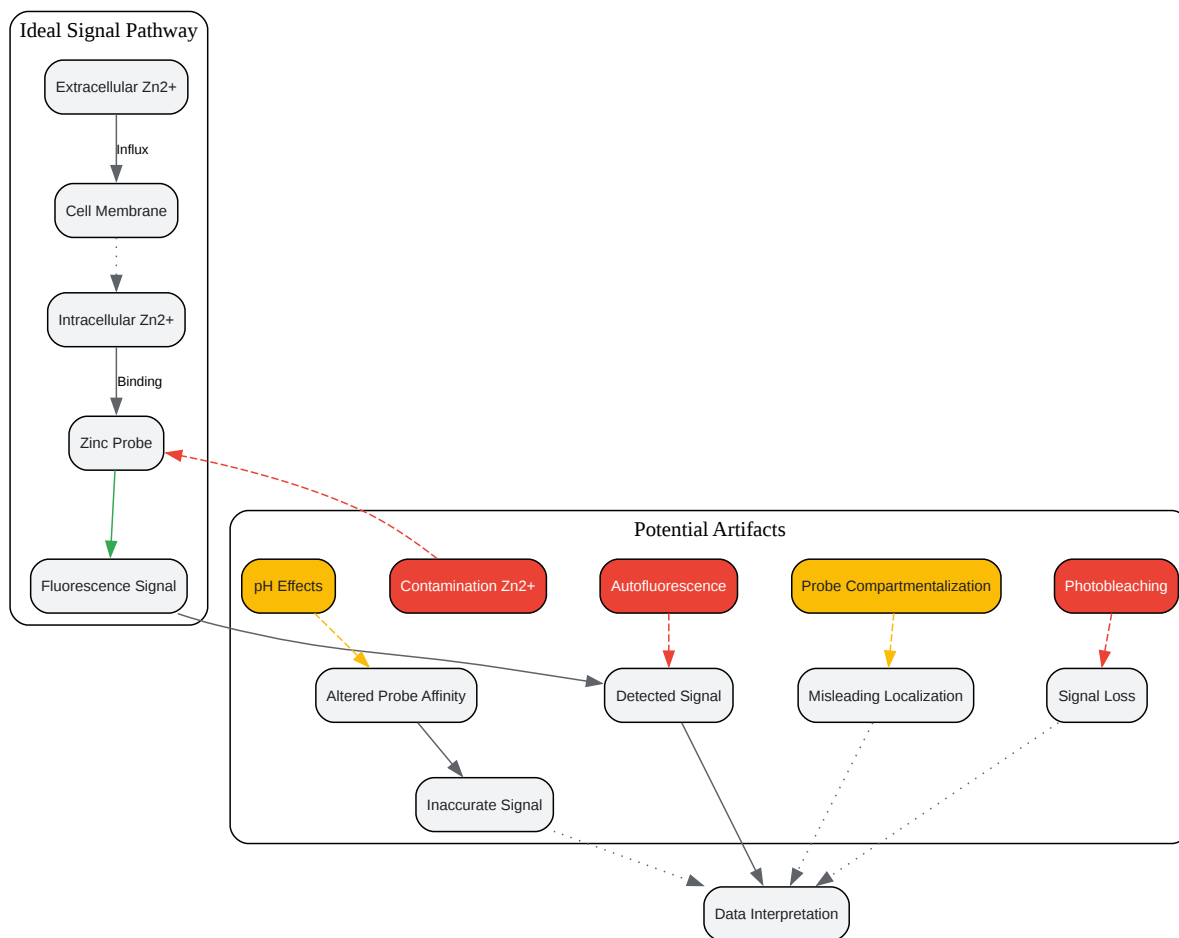 Ideal Signal Pathway
Extracellular Zn2+
Influx
Cell Membrane
Intracellular Zn2+
Binding
Zinc Probe
Fluorescence Signal
Potential Artifacts
pH Effects
Contamination Zn2+
Autofluorescence
Probe Compartmentalization
Photobleaching
Altered Probe Affinity
Detected Signal
Misleading Localization
Signal Loss
Inaccurate Signal
Data Interpretation